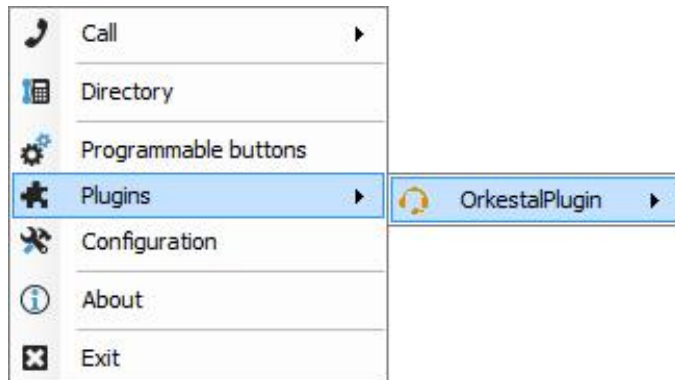 Call
Directory
Programmable buttons
Plugins
OrkestalPlugin
Configuration
About
Exit